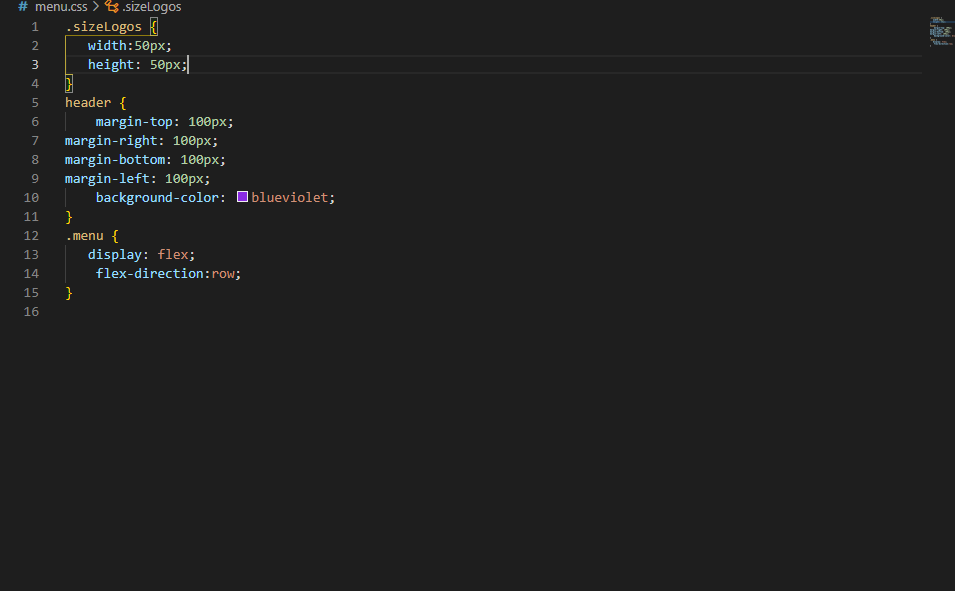 # menu.css > .sizeLogos
1 .sizeLogos {
2 width:50px;
3 height: 50px;
4 }
5 header {
6 margin-top: 100px;
7 margin-right: 100px;
8 margin-bottom: 100px;
9 margin-left: 100px;
10 background-color: blueviolet;
11 }
12 .menu {
13 display: flex;
14 flex-direction:row;
15 }
16